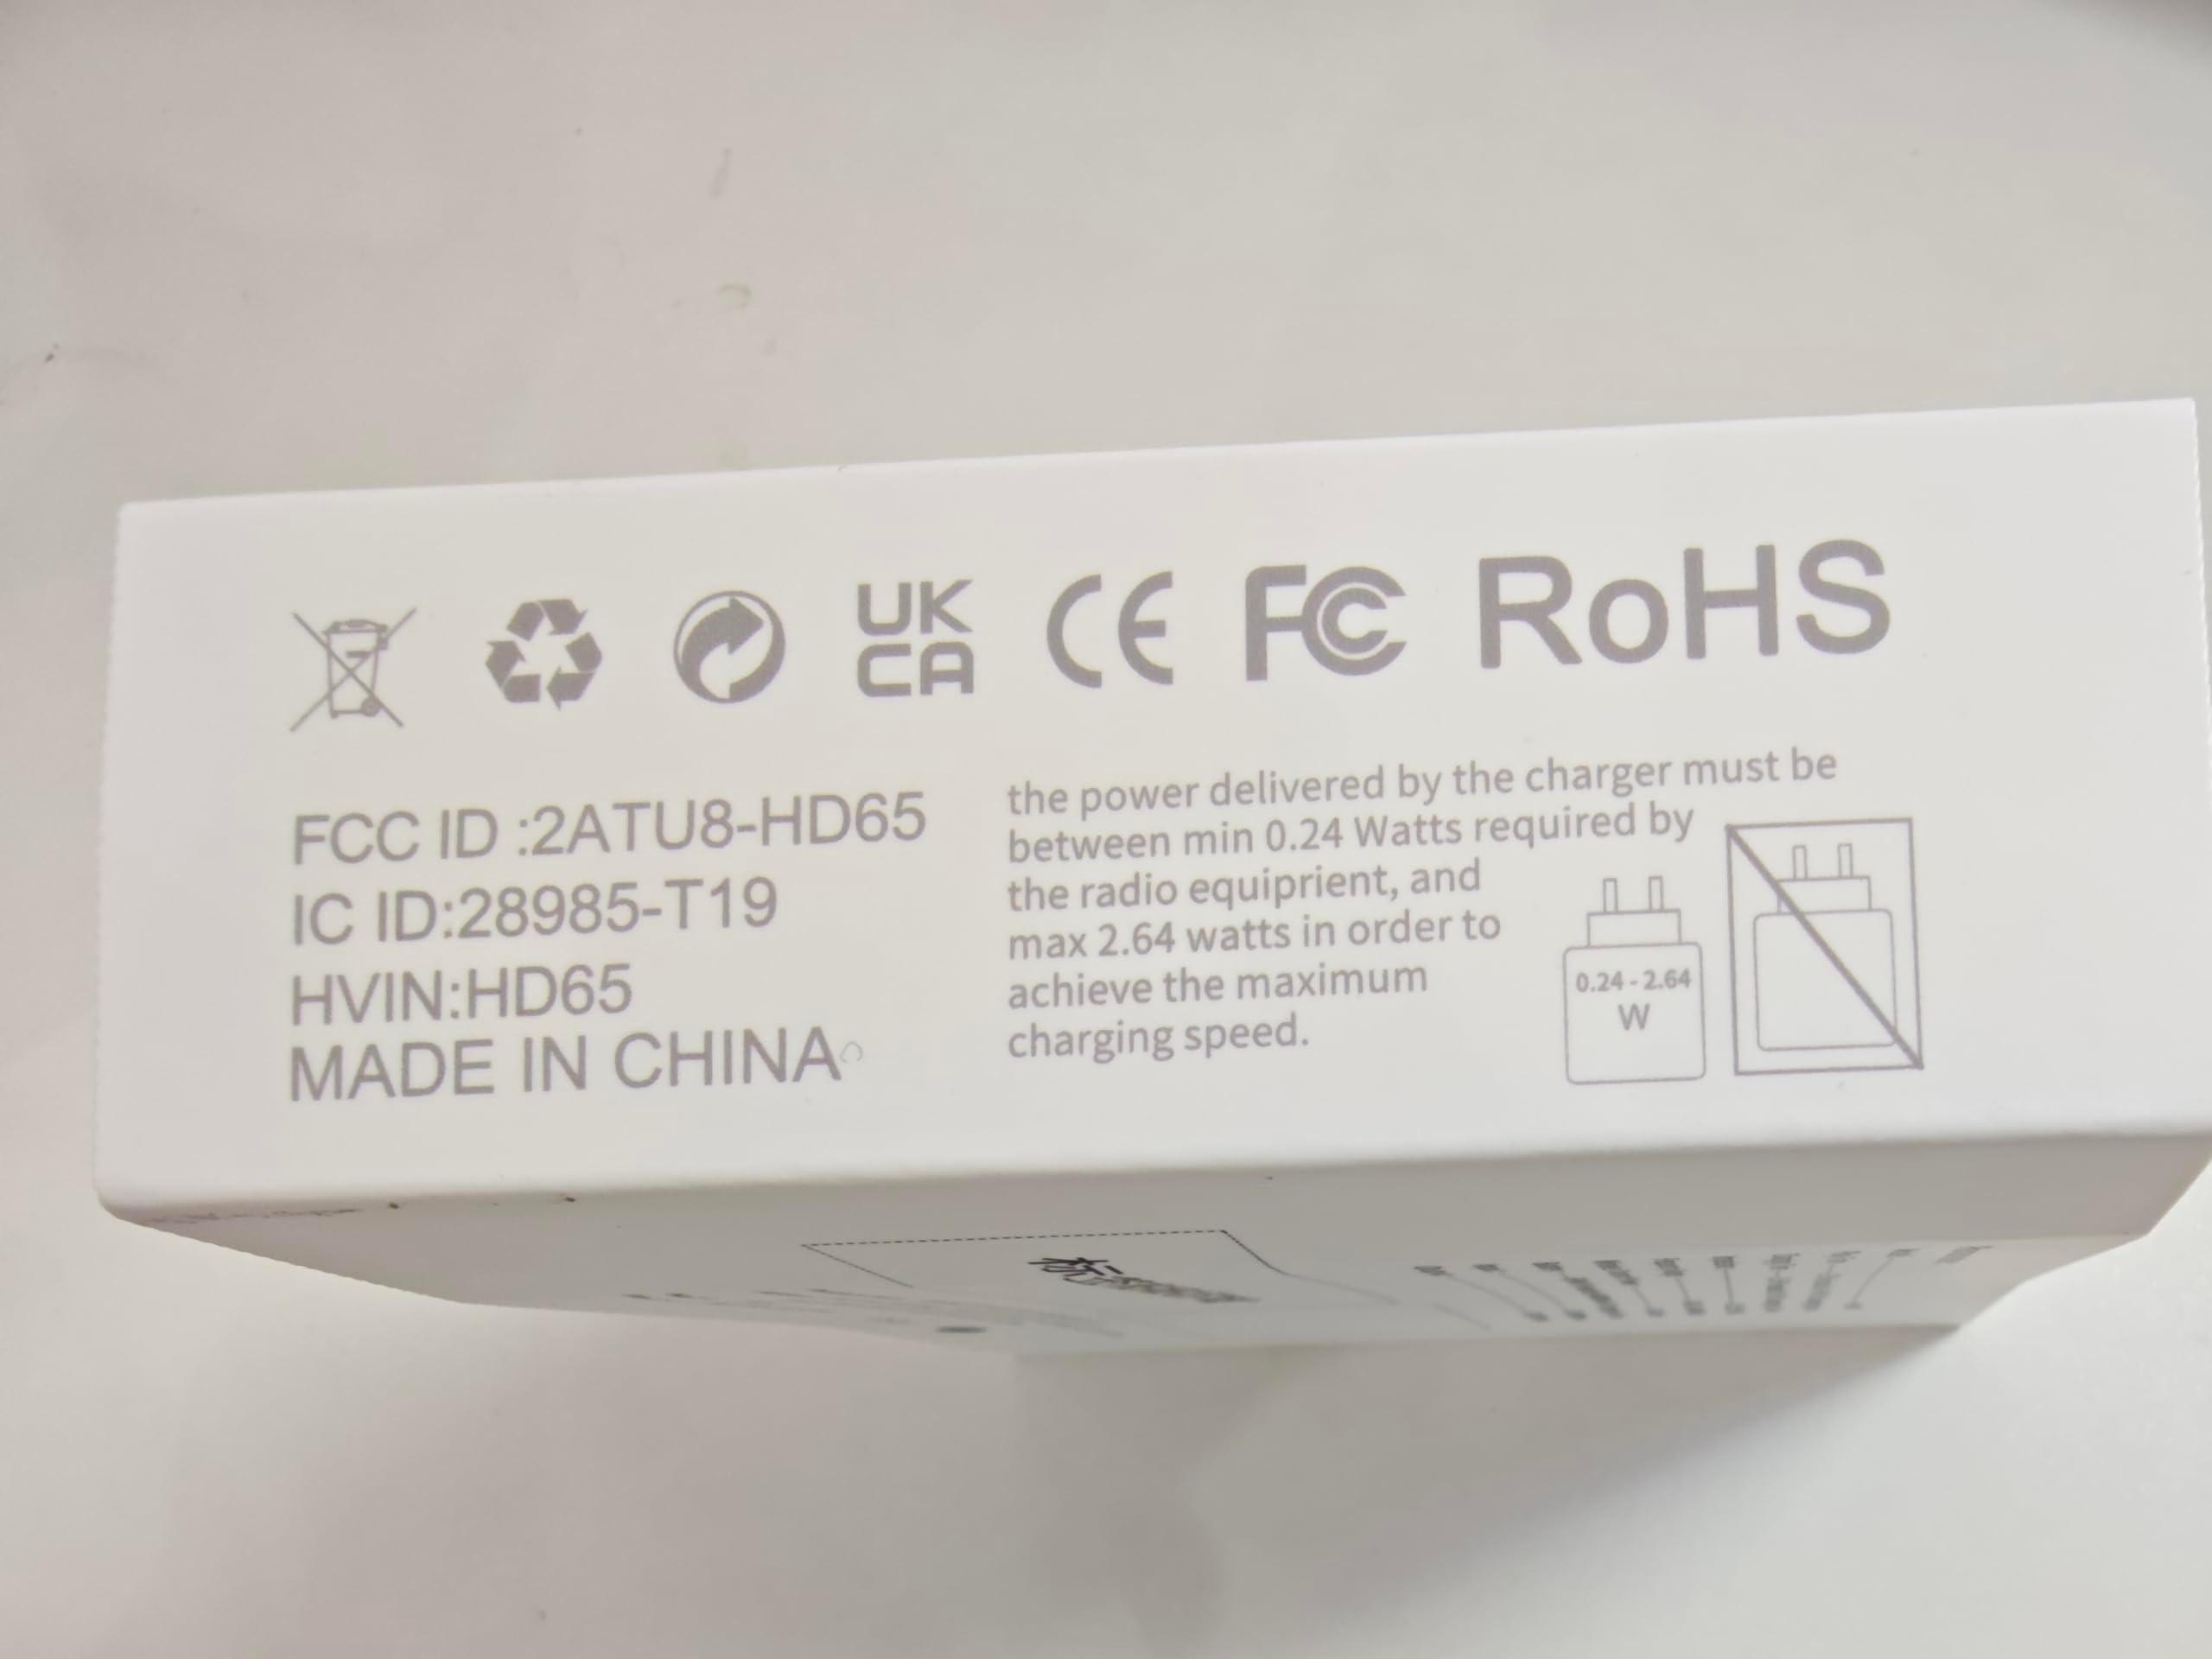 UK
CA
CE FC RoHS
FCC ID :2ATU8-HD65
IC ID:28985-T19
HVIN:HD65
MADE IN CHINA
the power delivered by the charger must be
between min 0.24 Watts required by
the radio equiprient, and
max 2.64 watts in order to
achieve the maximum
charging speed.
0.24 - 2.64
W